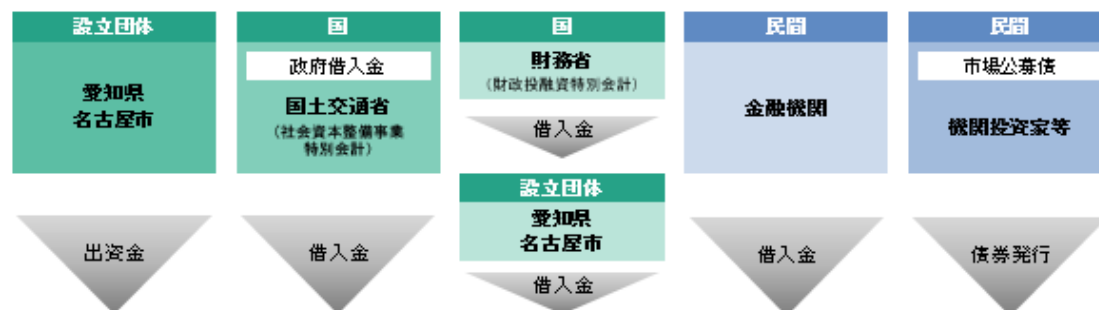 設立団体
愛知県
名古屋市
出資金
国
政府借入金
国土交通省
(社会資本整備事業
特別会計)
借入金
国
財務省
(財政投融資特別会計)
借入金
設立団体
愛知県
名古屋市
借入金
民間
金融機関
借入金
民間
市場公募債
機関投資家等
債券発行